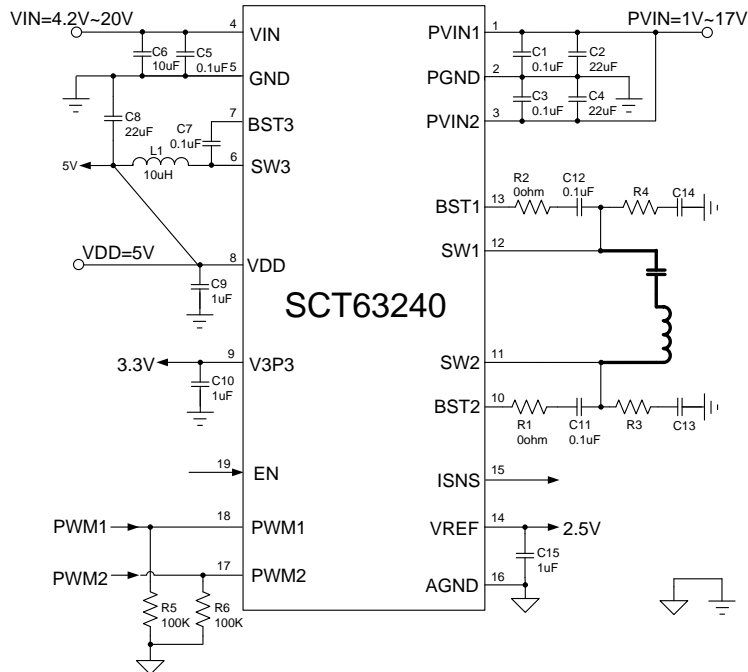 VIN=4.2V~20V
PVIN=1V~17V
4
VIN
PVIN1
1
C6
10uF
C5
0.1uF
C1
0.1uF
C2
22uF
5
GND
PGND
2
C3
0.1uF
C4
22uF
C8
22uF
7
BST3
PVIN2
3
C7
0.1uF
5V
L1
10uH
6
SW3
R2
0ohm
C12
0.1uF
R4
C14
BST1
13
SW1
12
VDD=5V
8
VDD
C9
1uF
SCT63240
3.3V
9
V3P3
C10
1uF
SW2
11
BST2
10
R1
0ohm
C11
0.1uF
R3
C13
19
EN
ISNS
15
PWM1
18
PWM1
VREF
14
2.5V
C15
1uF
PWM2
17
PWM2
AGND
16
R5
100K
R6
100K